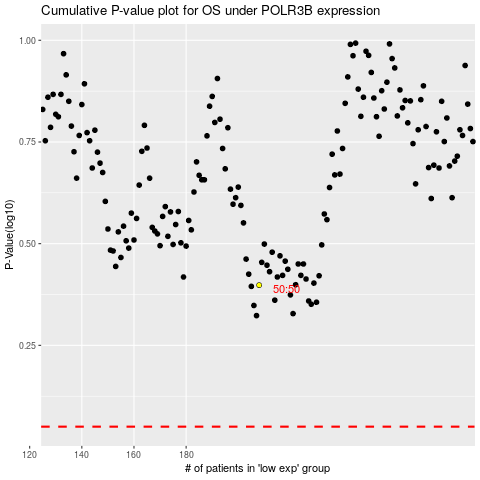 Cumulative P-value plot for OS under POLR3B expression
1.00
0.75
0.50
0.25
P-Value(log10)
50:50
120 140 160 180
# of patients in 'low exp' group